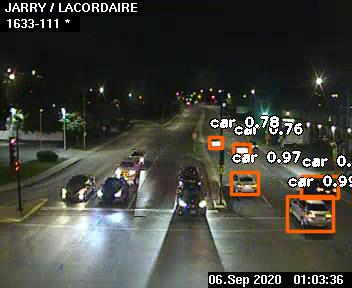 JARRY / LACORDAIRE
1633-111 *
car 0.78
car 0.76
car 0.97
car 0.
car 0.99
06.Sep 2020 01:03:36